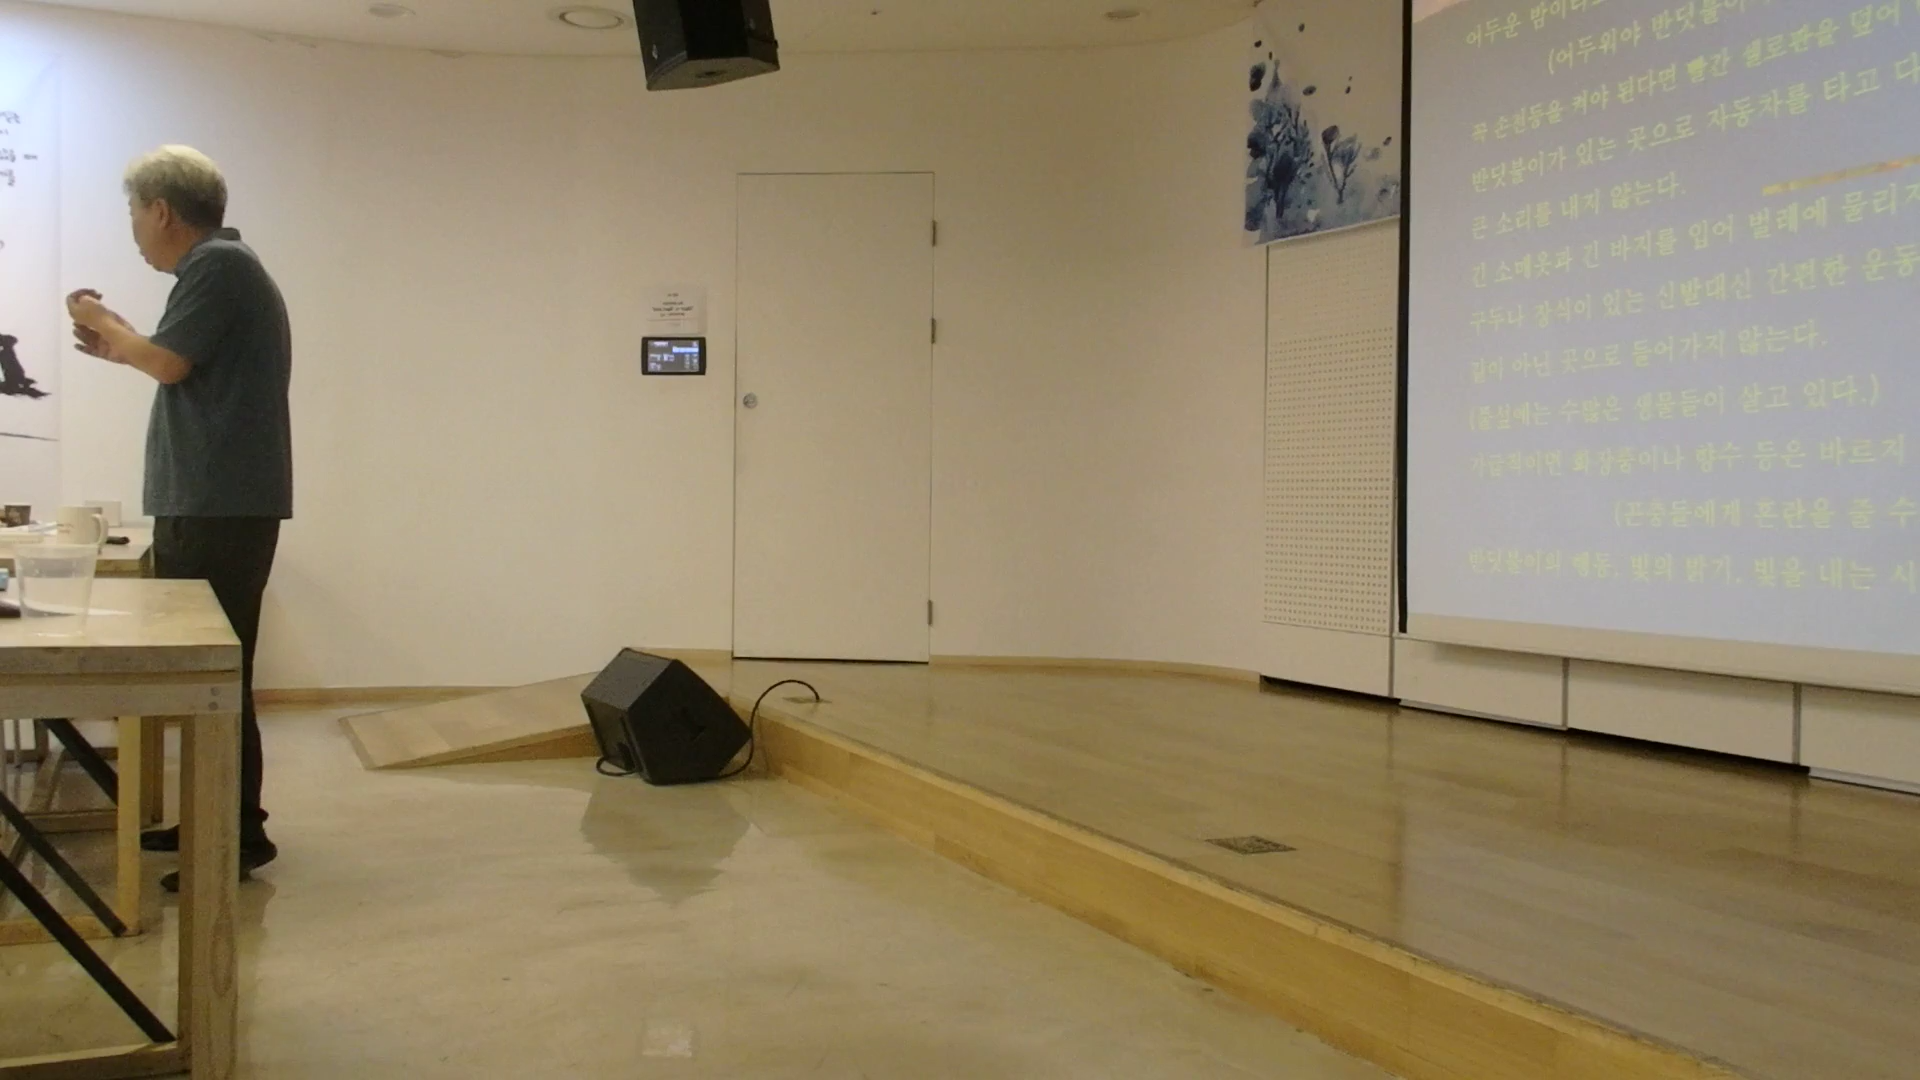 어두운 밤이더
(어두워야 반딧불이
꼭 손전등을 켜야 된다면 빨간 셀로판을 덮어
반딧불이가 있는 곳으로 자동차를 타고 다
큰 소리를 내지 않는다.
긴 소매옷과 긴 바지를 입어 벌레에 물리지
구두나 장식이 있는 신발대신 간편한 운동
길이 아닌 곳으로 들어가지 않는다.
(풀숲에는 수많은 생물들이 살고 있다.)
가급적이면 화장품이나 향수 등은 바르지
(곤충들에게 혼란을 줄 수
반딧불이의 행동, 빛의 밝기, 빛을 내는 시